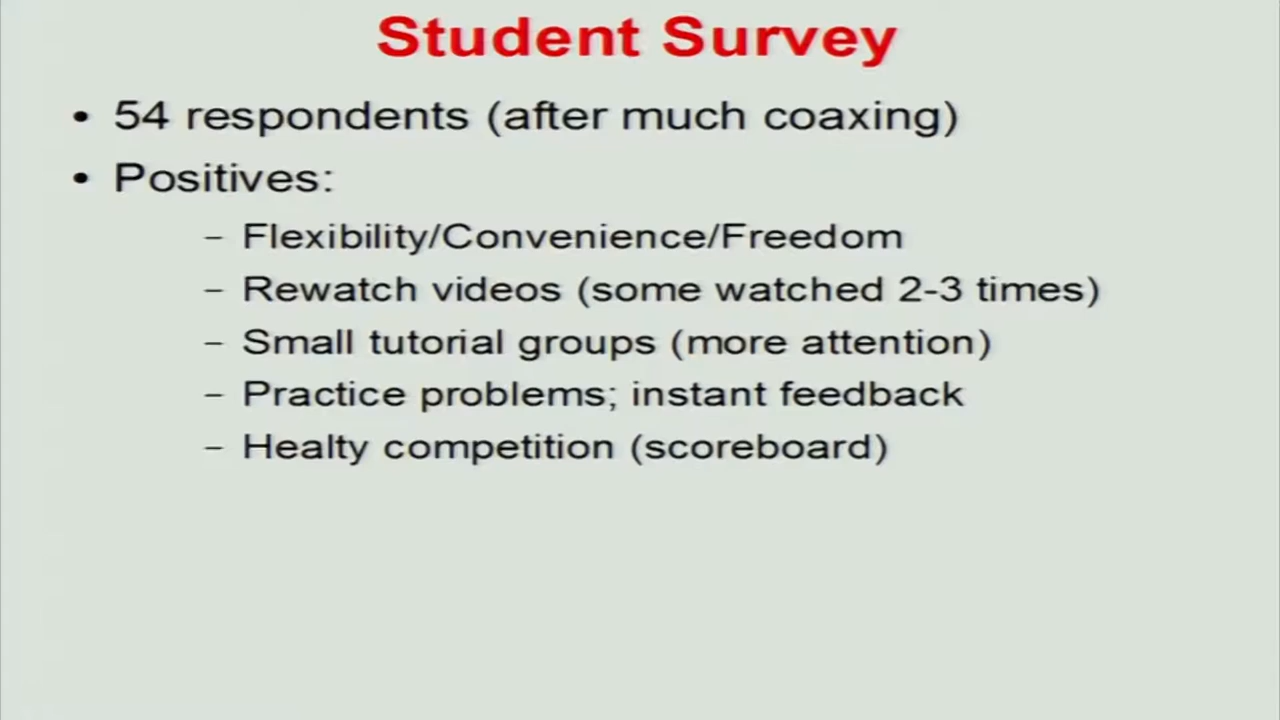 Student Survey
• 54 respondents (after much coaxing)
• Positives:
– Flexibility/Convenience/Freedom
– Rewatch videos (some watched 2-3 times)
– Small tutorial groups (more attention)
– Practice problems; instant feedback
– Healty competition (scoreboard)